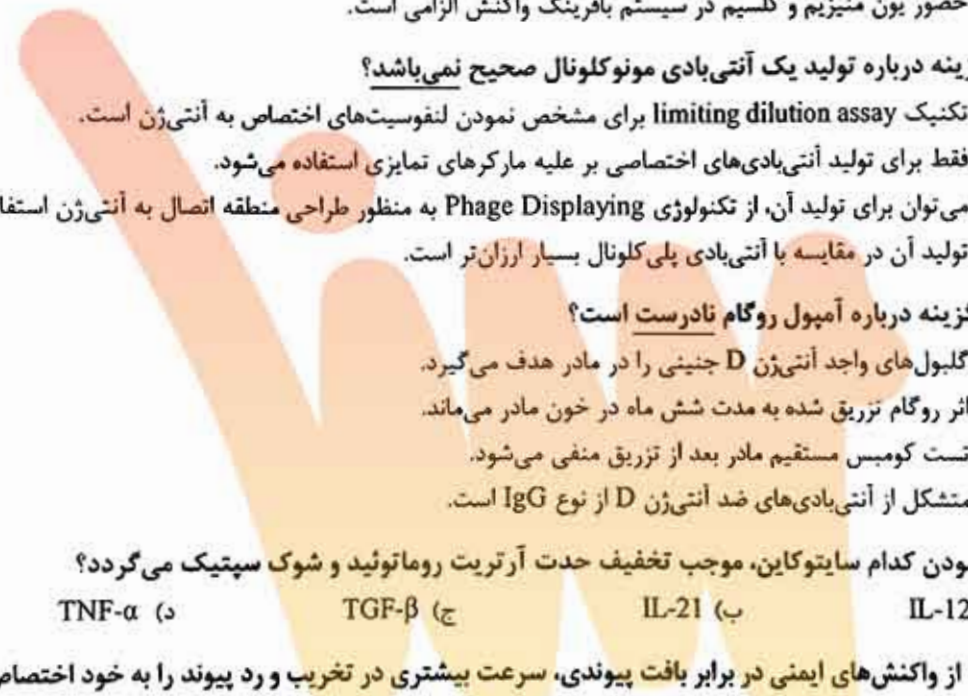 حضور یون منیزیم و کلسیم در سیستم بافرینگ واکنش الزامی است.
زینه درباره تولید یک آنتی‌بادی مونوکلونال صحیح نمی‌باشد؟
تکنیک limiting dilution assay برای مشخص نمودن لنفوسیت‌های اختصاص به آنتی‌ژن است.
فقط برای تولید آنتی‌بادی‌های اختصاصی بر علیه مارکرهای تمایزی استفاده می‌شود.
می‌توان برای تولید آن، از تکنولوژی Phage Displaying به منظور طراحی منطقه اتصال به آنتی‌ژن استفا
تولید آن در مقایسه با آنتی‌بادی پلی‌کلونال بسیار ارزان‌تر است.
گزینه درباره آمپول روگام نادرست است؟
گلبول‌های واجد آنتی‌ژن D جنینی را در مادر هدف می‌گیرد.
اثر روگام تزریق شده به مدت شش ماه در خون مادر می‌ماند.
تست کومبس مستقیم مادر بعد از تزریق منفی می‌شود.
متشکل از آنتی‌بادی‌های ضد آنتی‌ژن D از نوع IgG است.
ودن کدام سایتوکاین، موجب تخفیف حدت آرتریت روماتوئید و شوک سپتیک می‌گردد؟
IL-12 ب) IL-21 ج) TGF-β د) TNF-α
از واکنش‌های ایمنی در برابر بافت پیوندی، سرعت بیشتری در تخریب و رد پیوند را به خود اختصاص